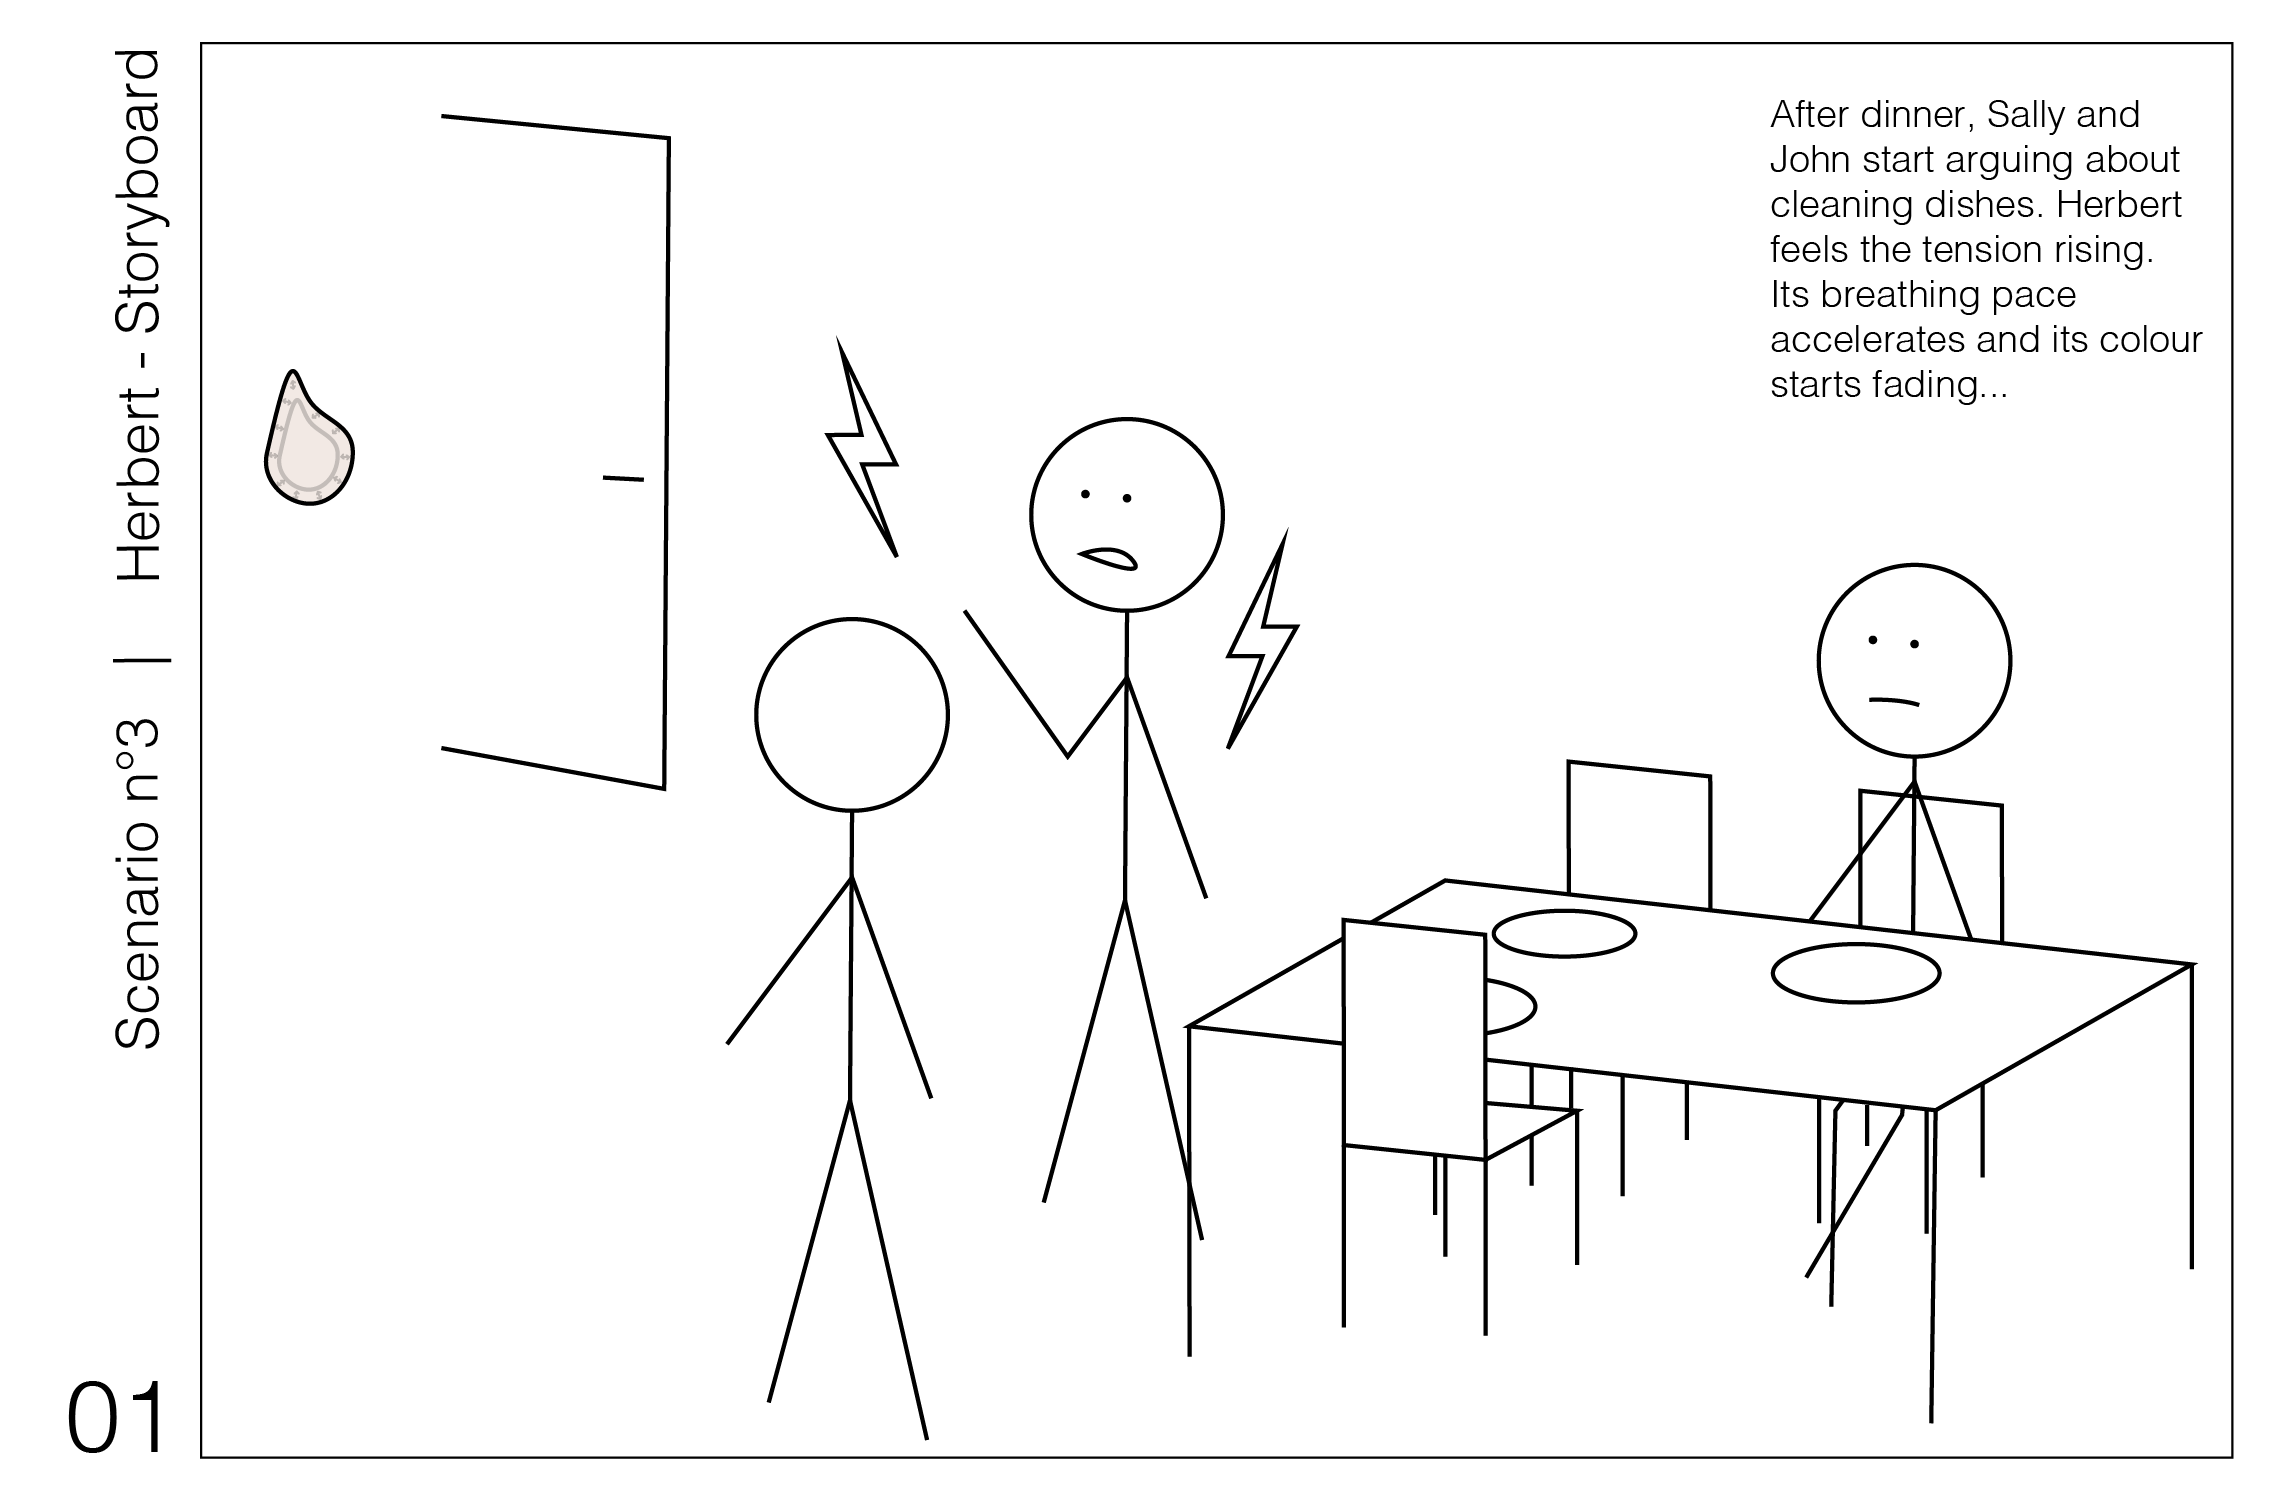 Scenario n°3 | Herbert - Storyboard
After dinner, Sally and
John start arguing about
cleaning dishes. Herbert
feels the tension rising.
Its breathing pace
accelerates and its colour
starts fading...
01